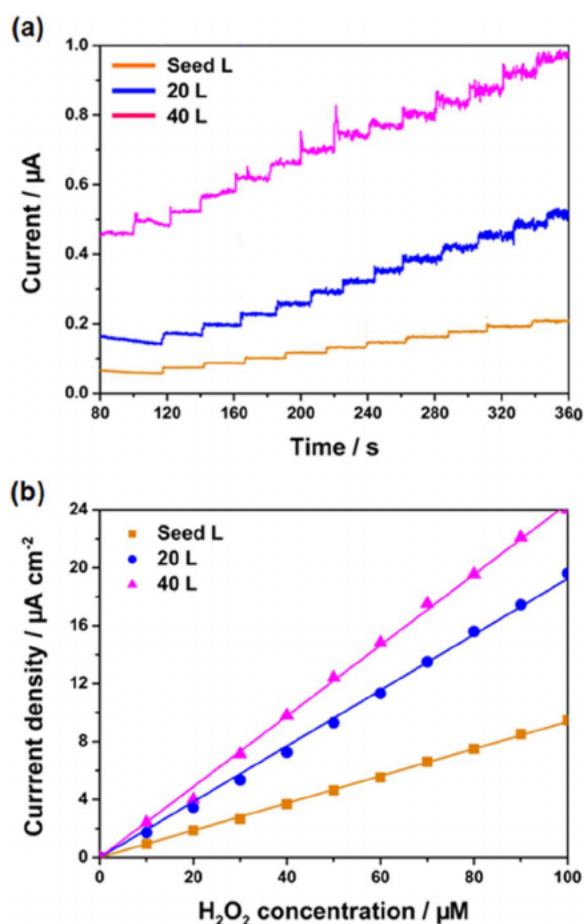 (a)
1.0
0.8
0.6
0.4
0.2
0.0
Current / µA
Seed L
20 L
40 L
80 120 160 200 240 280 320 360
Time / s
(b)
24
20
16
12
8
4
0
Currrent density / µA cm⁻²
Seed L
20 L
40 L
0 20 40 60 80 100
H₂O₂ concentration / µM